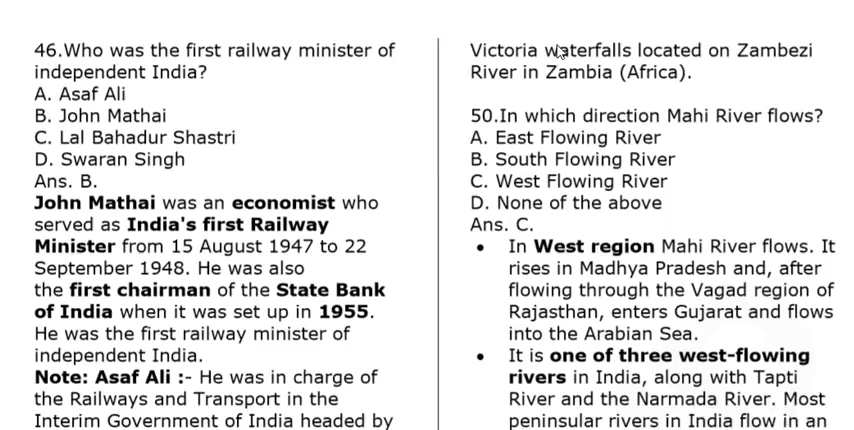 46.Who was the first railway minister of
independent India?
A. Asaf Ali
B. John Mathai
C. Lal Bahadur Shastri
D. Swaran Singh
Ans. B.
John Mathai was an economist who
served as India's first Railway
Minister from 15 August 1947 to 22
September 1948. He was also
the first chairman of the State Bank
of India when it was set up in 1955.
He was the first railway minister of
independent India.
Note: Asaf Ali :- He was in charge of
the Railways and Transport in the
Interim Government of India headed by
Victoria waterfalls located on Zambezi
River in Zambia (Africa).
50.In which direction Mahi River flows?
A. East Flowing River
B. South Flowing River
C. West Flowing River
D. None of the above
Ans. C.
• In West region Mahi River flows. It
rises in Madhya Pradesh and, after
flowing through the Vagad region of
Rajasthan, enters Gujarat and flows
into the Arabian Sea.
• It is one of three west-flowing
rivers in India, along with Tapti
River and the Narmada River. Most
peninsular rivers in India flow in an